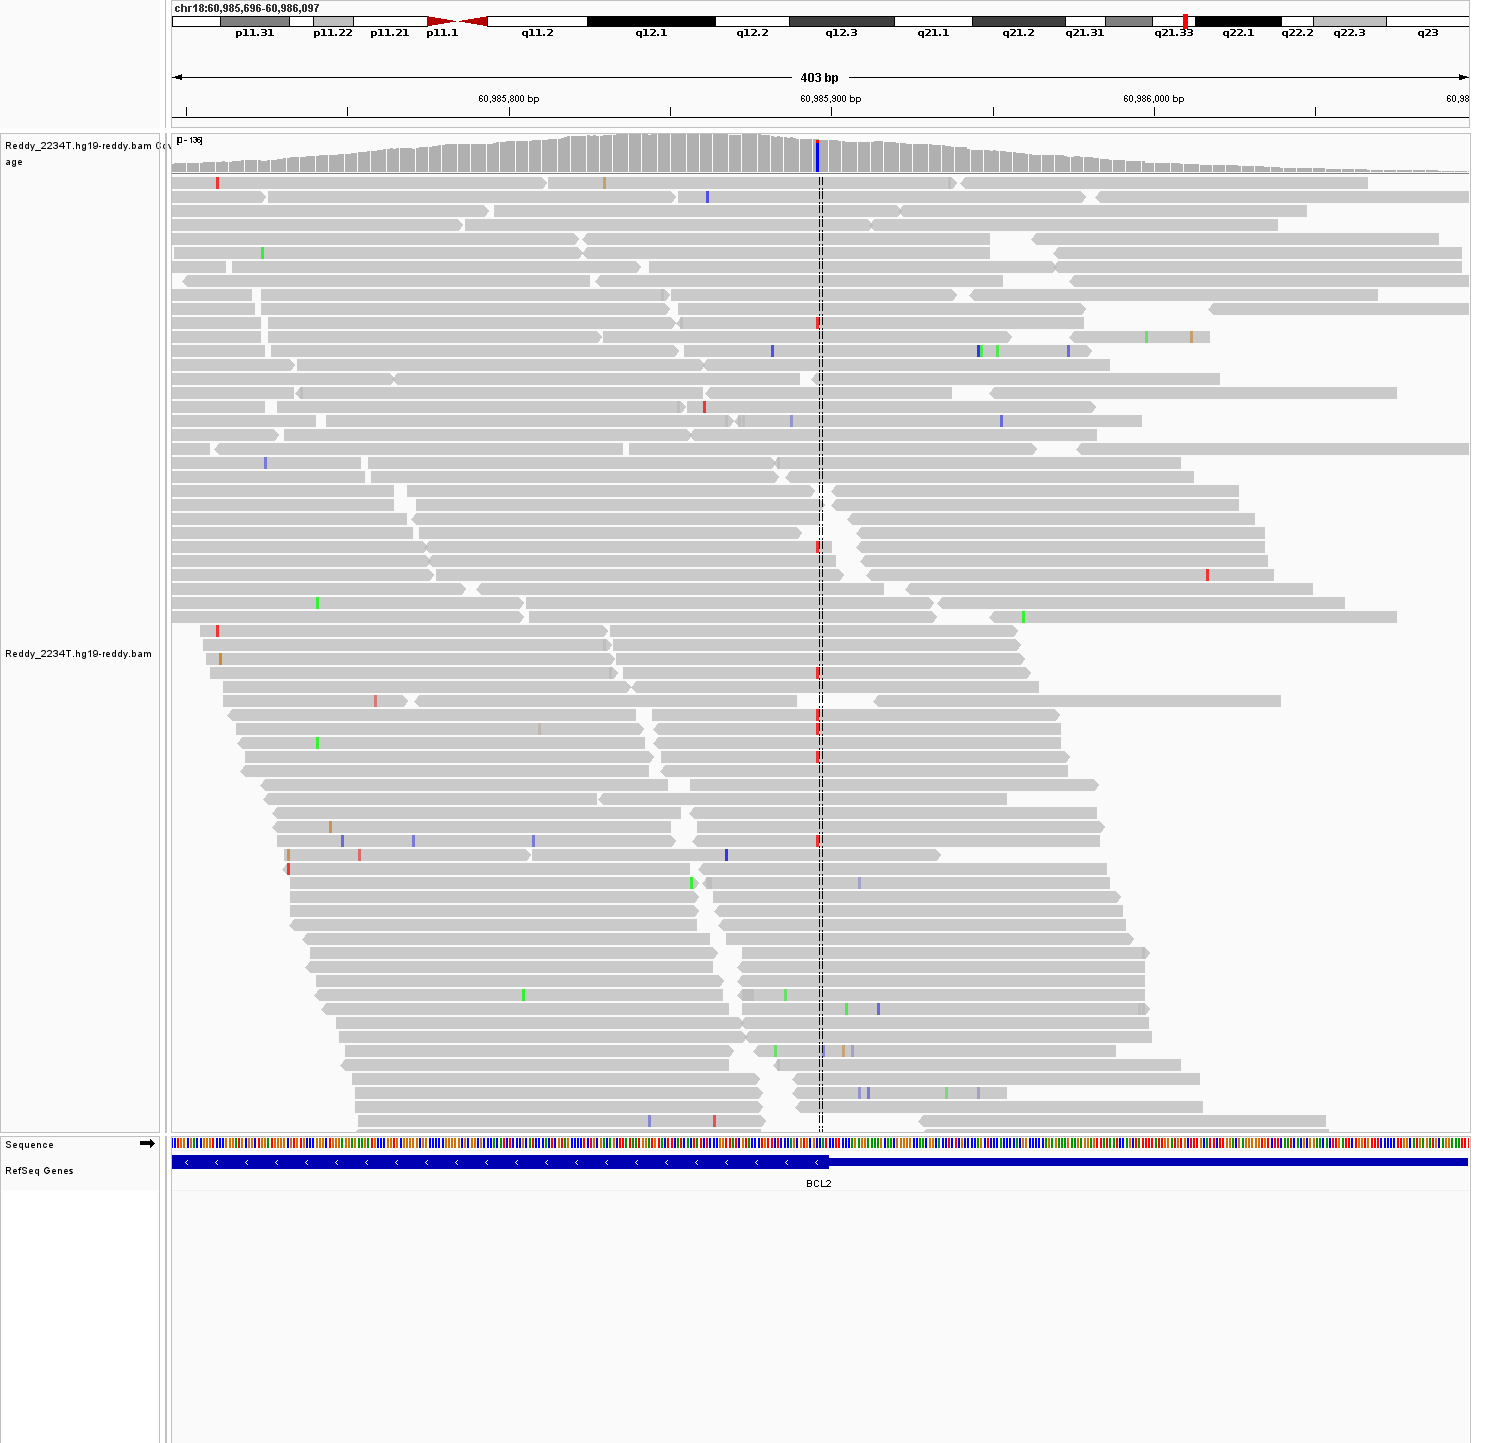 chr18:60,985,696-60,986,097
p11.31 p11.22 p11.21 p11.1 q11.2 q12.1 q12.2 q12.3 q21.1 q21.2 q21.31 q21.33 q22.1 q22.2 q22.3 q23
403 bp
60,985,800 bp 60,985,900 bp 60,986,000 bp 60,98
[0 - 136]
Reddy_2234T.hg19-reddy.bam Cov
age
Reddy_2234T.hg19-reddy.bam
Sequence
RefSeq Genes
BCL2